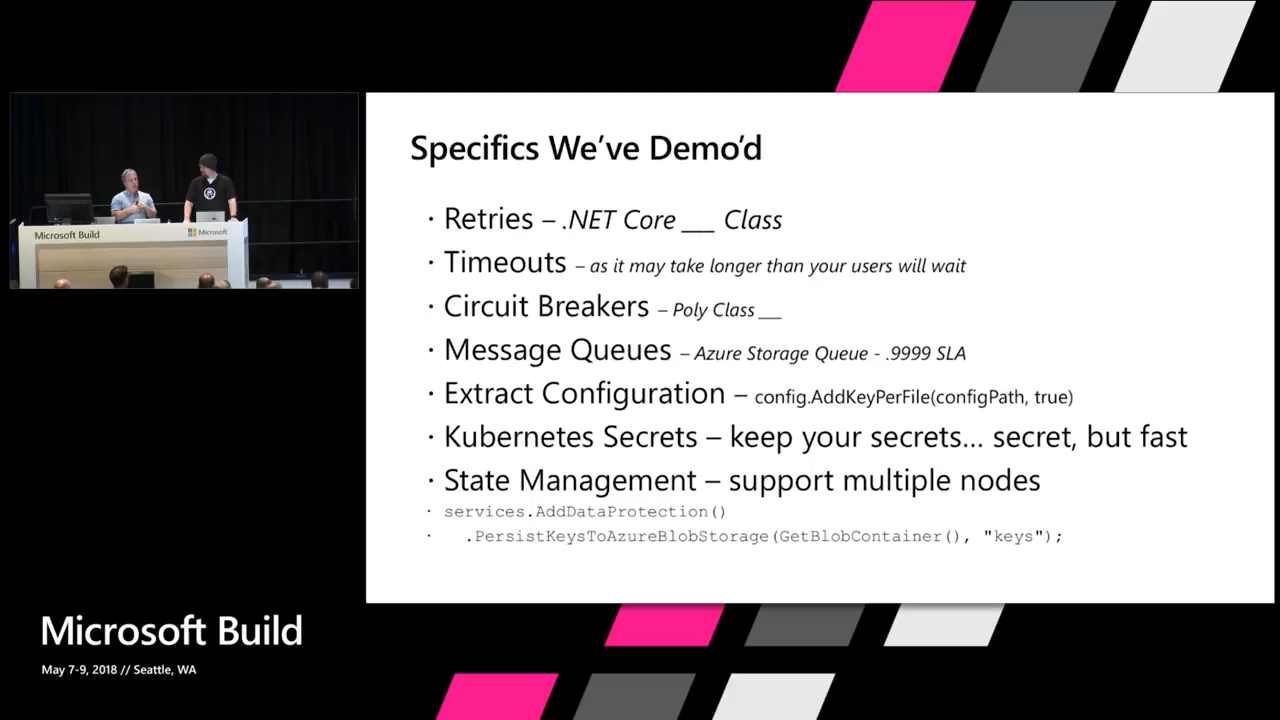 Microsoft Build
Microsoft
Specifics We've Demo'd
· Retries – .NET Core ___ Class
· Timeouts – as it may take longer than your users will wait
· Circuit Breakers – Poly Class ___
· Message Queues – Azure Storage Queue - .9999 SLA
· Extract Configuration – config.AddKeyPerFile(configPath, true)
· Kubernetes Secrets – keep your secrets... secret, but fast
· State Management – support multiple nodes
· services.AddDataProtection()
· .PersistKeysToAzureBlobStorage(GetBlobContainer(), "keys");
Microsoft Build
May 7-9, 2018 // Seattle, WA